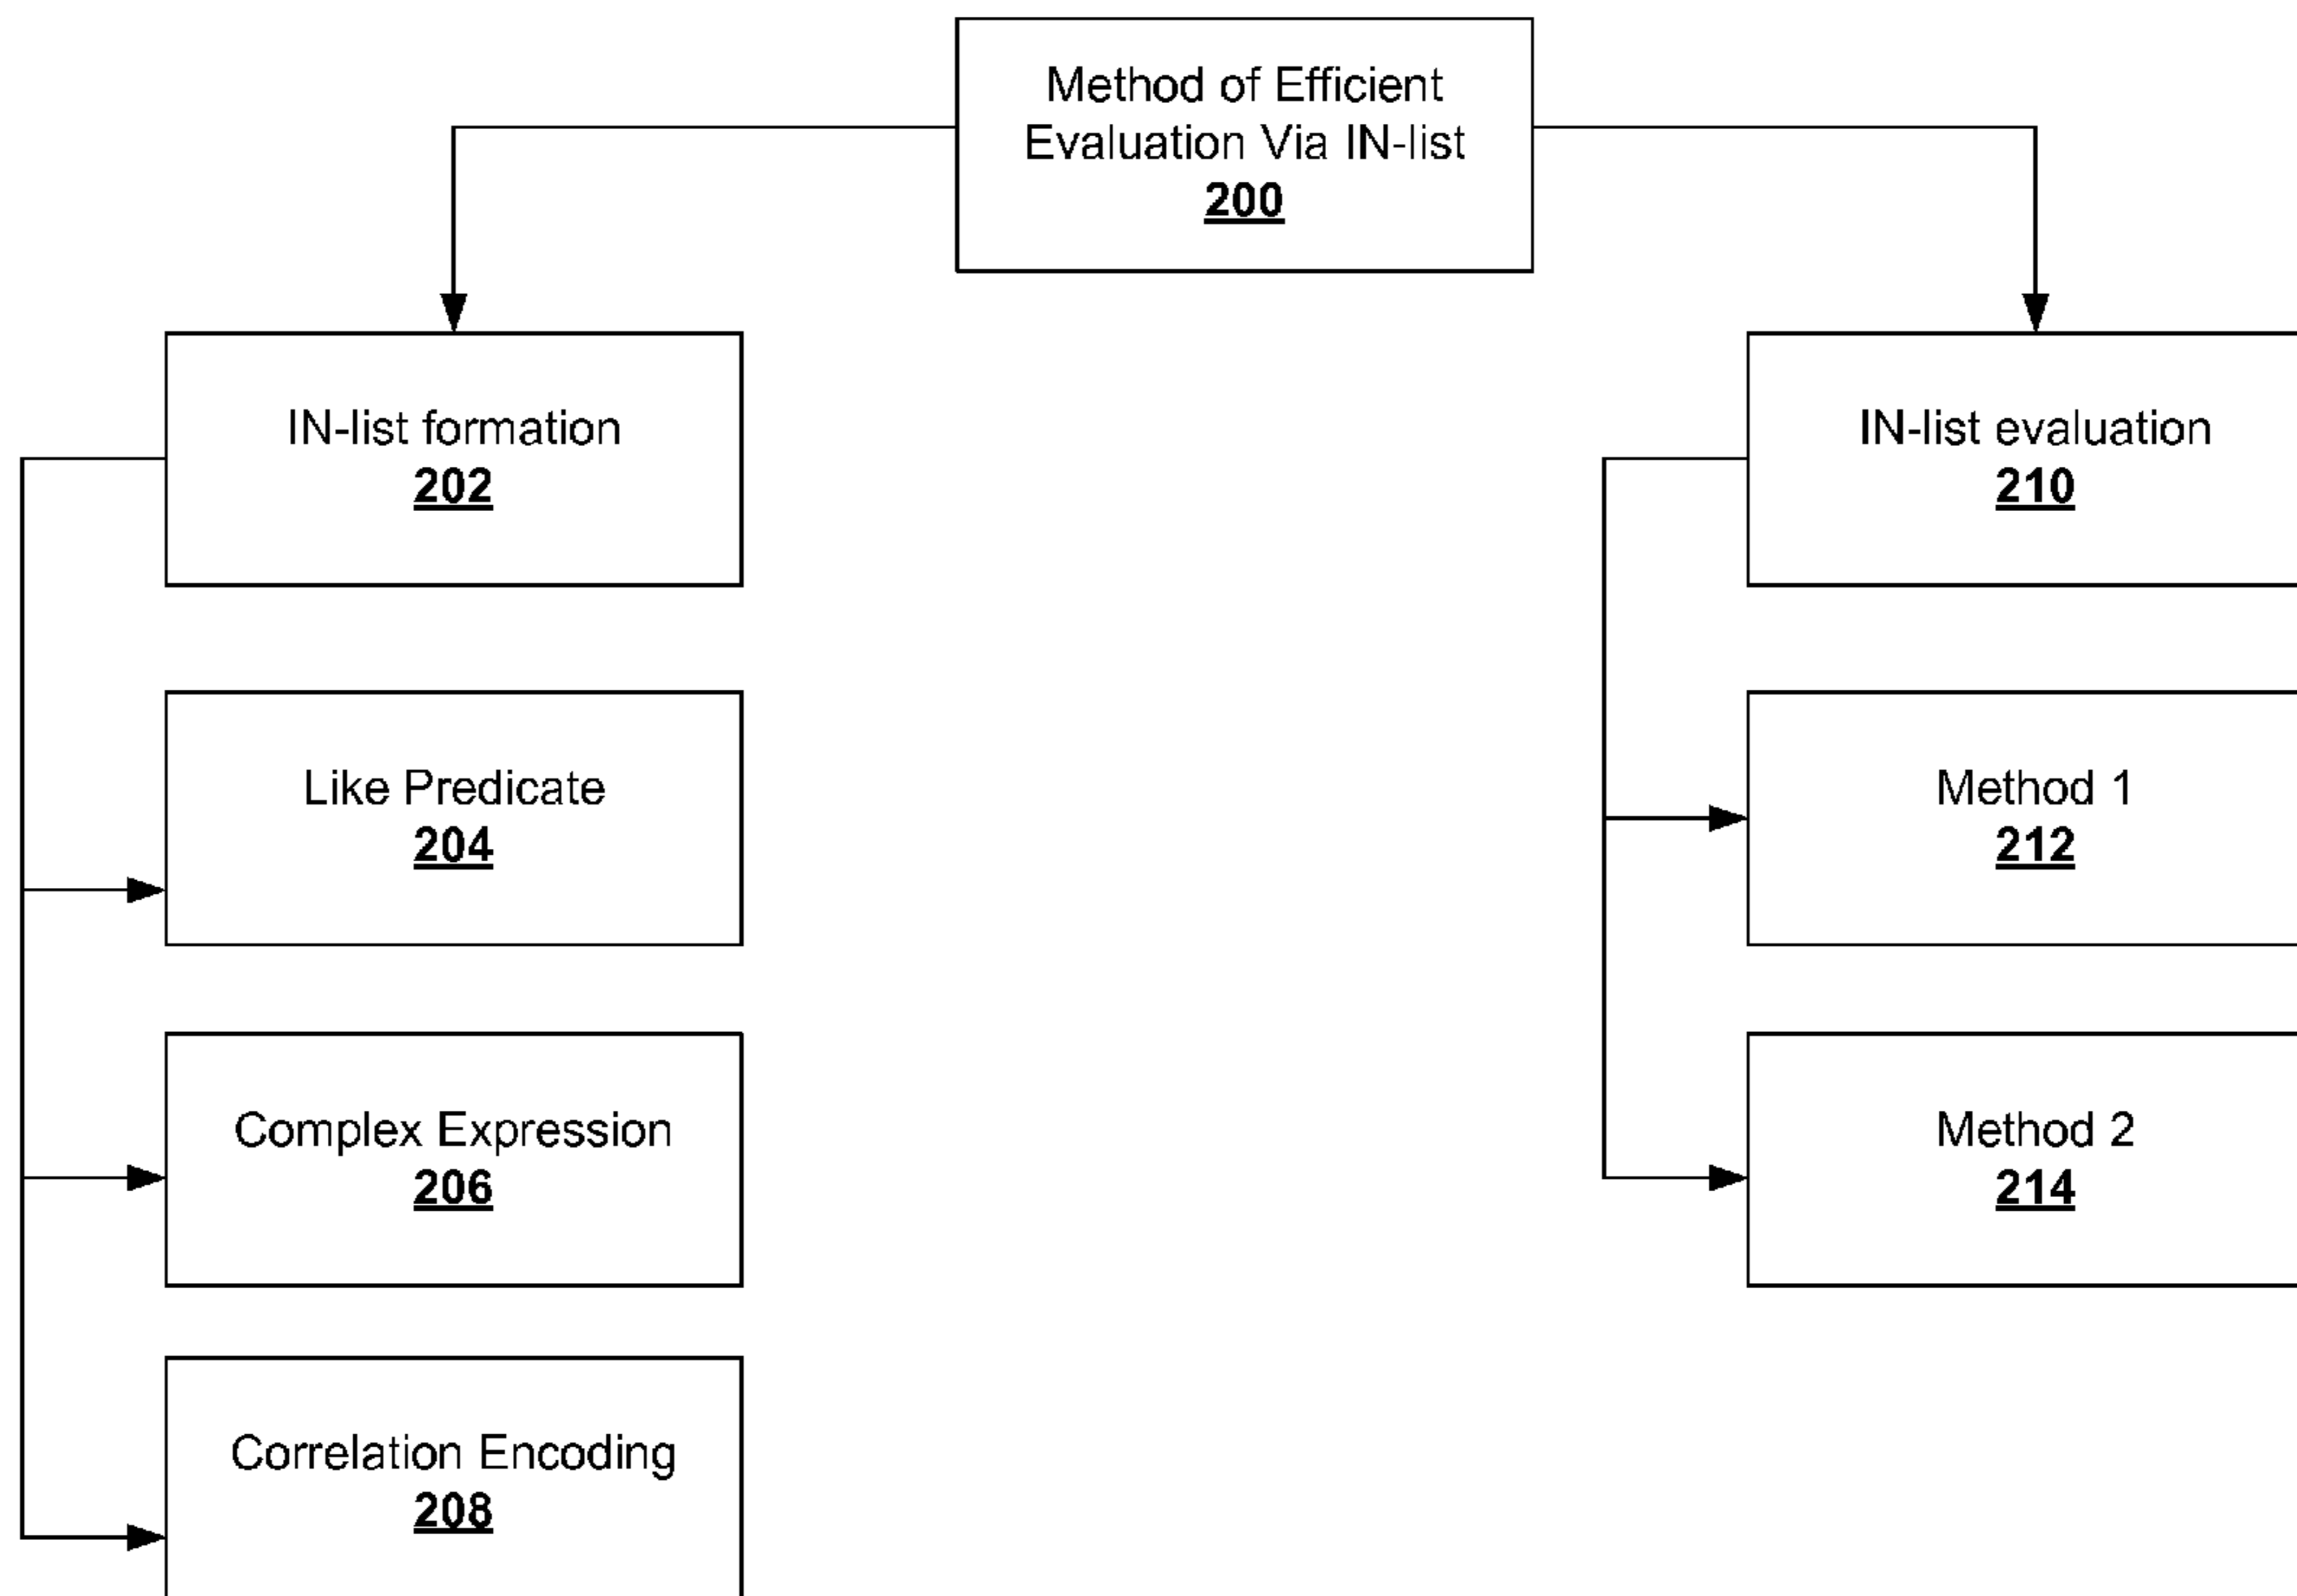 Method of Efficient
Evaluation Via IN-list
200
IN-list formation
202
IN-list evaluation
210
Like Predicate
204
Method 1
212
Complex Expression
206
Method 2
214
Correlation Encoding
208